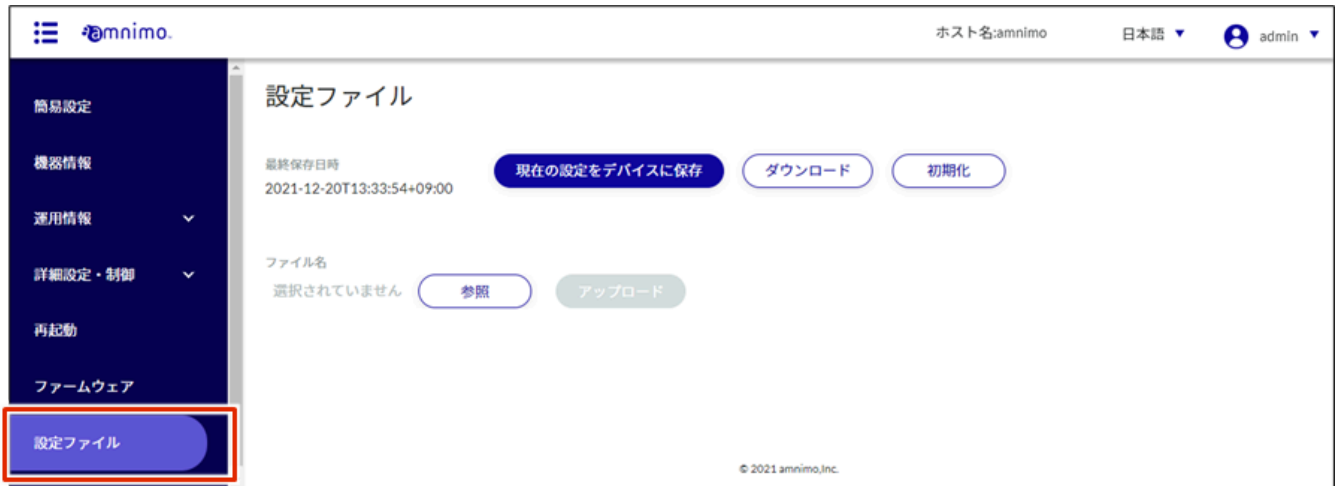 amnimo.
ホスト名:amnimo
日本語 ▼
admin ▼
簡易設定
機器情報
運用情報
詳細設定・制御
再起動
ファームウェア
設定ファイル
設定ファイル
最終保存日時
2021-12-20T13:33:54+09:00
現在の設定をデバイスに保存
ダウンロード
初期化
ファイル名
選択されていません
参照
アップロード
© 2021 amnimo,Inc.